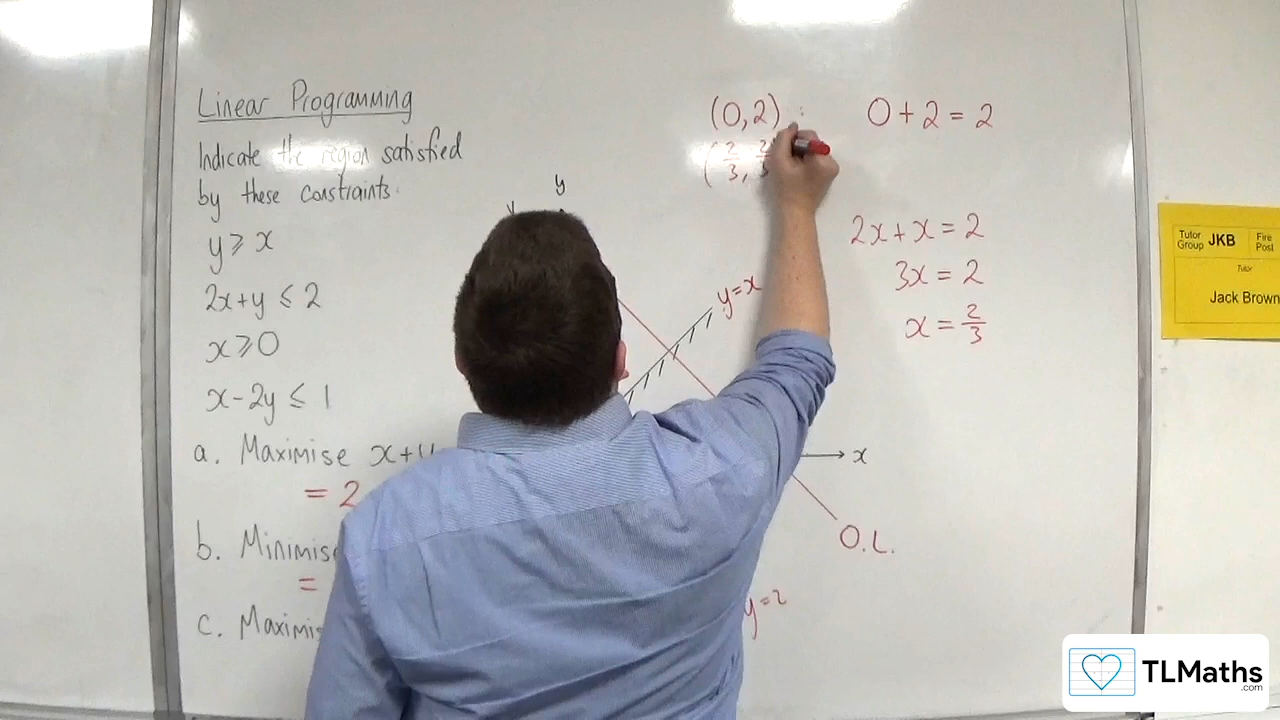 Linear Programming
Indicate the region satisfied
by these constraints.
y ⩾ x
2x+y ≤ 2
x ⩾ 0
x-2y ≤ 1
a. Maximise x+y
= 2
b. Minimise
=
c. Maximis
y
y=x
x
O.L.
y=2
(0,2) : 0+2=2
(2/3, 2/3
2x+x=2
3x=2
x=2/3
Tutor Group JKB
Fire
Post
Tutor
Jack Brown
TLMaths
.com